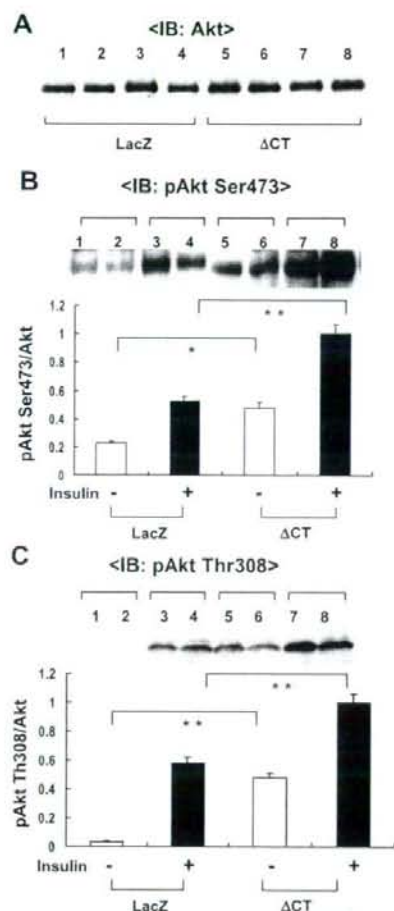 A
<IB: Akt>
1 2 3 4 5 6 7 8
LacZ ΔCT
B
<IB: pAkt Ser473>
1 2 3 4 5 6 7 8
1.2
1
0.8
0.6
0.4
0.2
0
pAkt Ser473/Akt
* *
*
Insulin - + - +
LacZ ΔCT
C
<IB: pAkt Thr308>
1 2 3 4 5 6 7 8
1.2
1
0.8
0.6
0.4
0.2
0
pAkt Th308/Akt
* *
* *
Insulin - + - +
LacZ ΔCT